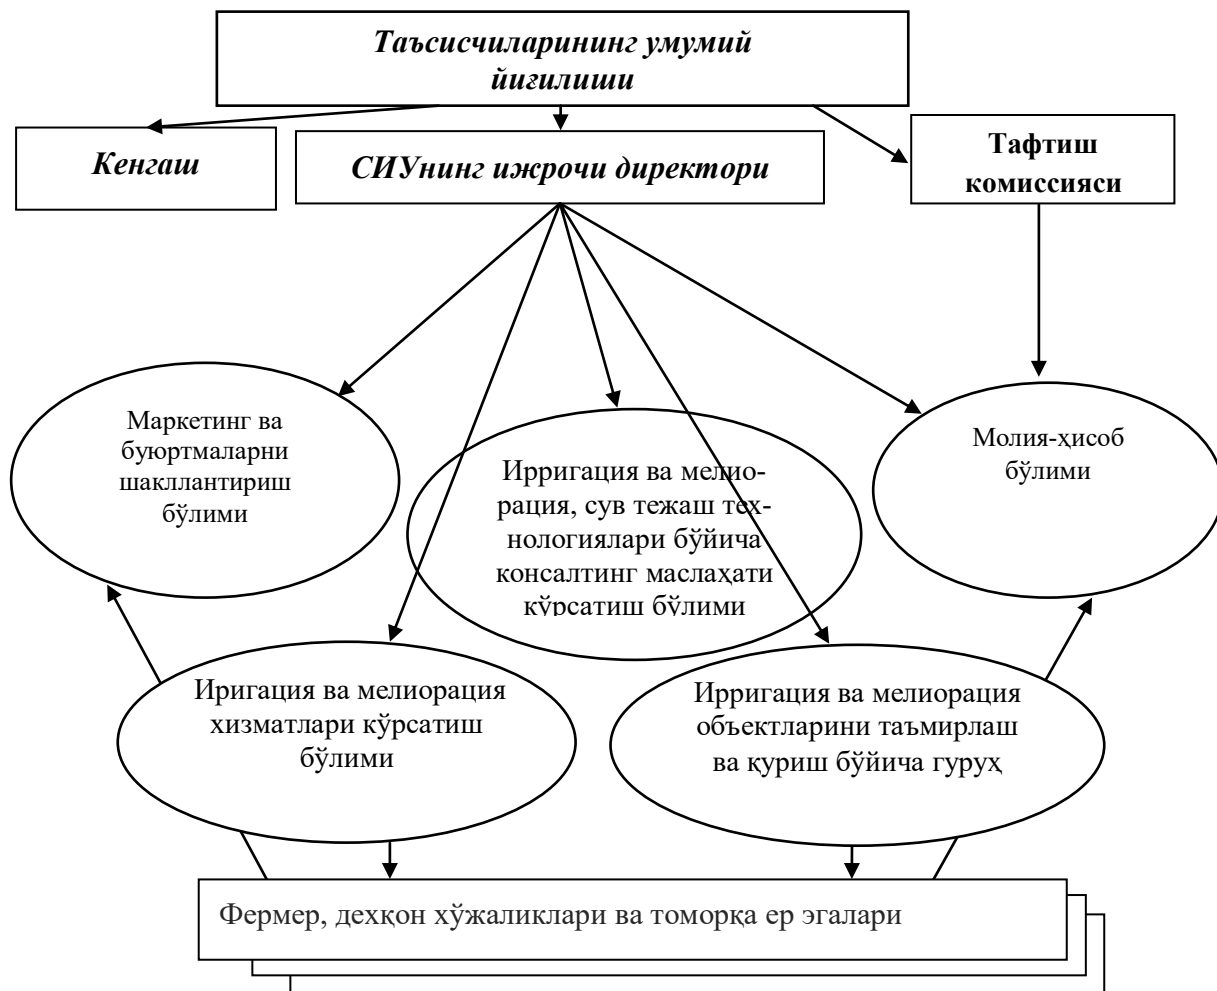 Таъсисчиларининг умумий
йиғилиши
Кенгаш
СИУнинг ижрочи директори
Тафтиш
комиссияси
Маркетинг ва
буюртмаларни
шакллантириш
бўлими
Ирригация ва мелио-
рация, сув тежаш тех-
нологиялари бўйича
консалтинг маслаҳати
кўрсатиш бўлими
Молия-ҳисоб
бўлими
Иригация ва мелиорация
хизматлари кўрсатиш
бўлими
Ирригация ва мелиорация
объектларини таъмирлаш
ва қуриш бўйича гуруҳ
Фермер, дехқон хўжаликлари ва томорқа ер эгалари